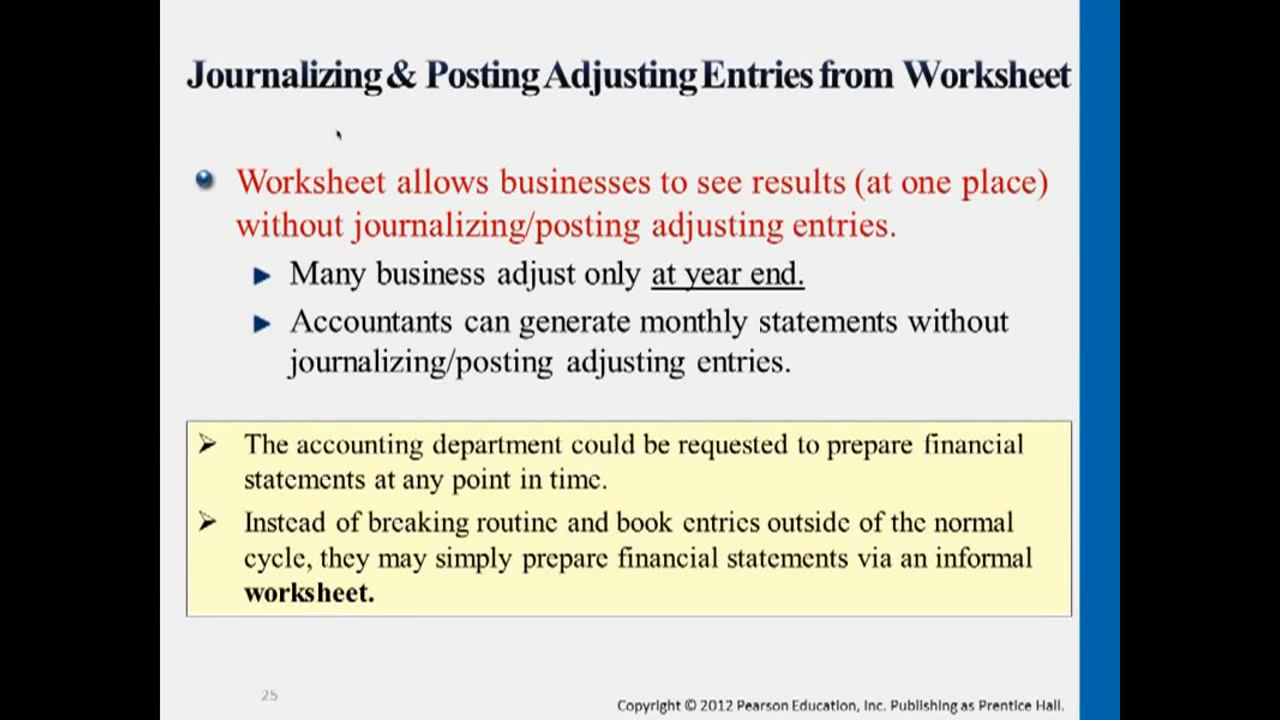 Journalizing & Posting Adjusting Entries from Worksheet
Worksheet allows businesses to see results (at one place)
without journalizing/posting adjusting entries.
Many business adjust only at year end.
Accountants can generate monthly statements without
journalizing/posting adjusting entries.
The accounting department could be requested to prepare financial
statements at any point in time.
Instead of breaking routine and book entries outside of the normal
cycle, they may simply prepare financial statements via an informal
worksheet.
25
Copyright © 2012 Pearson Education, Inc. Publishing as Prentice Hall.